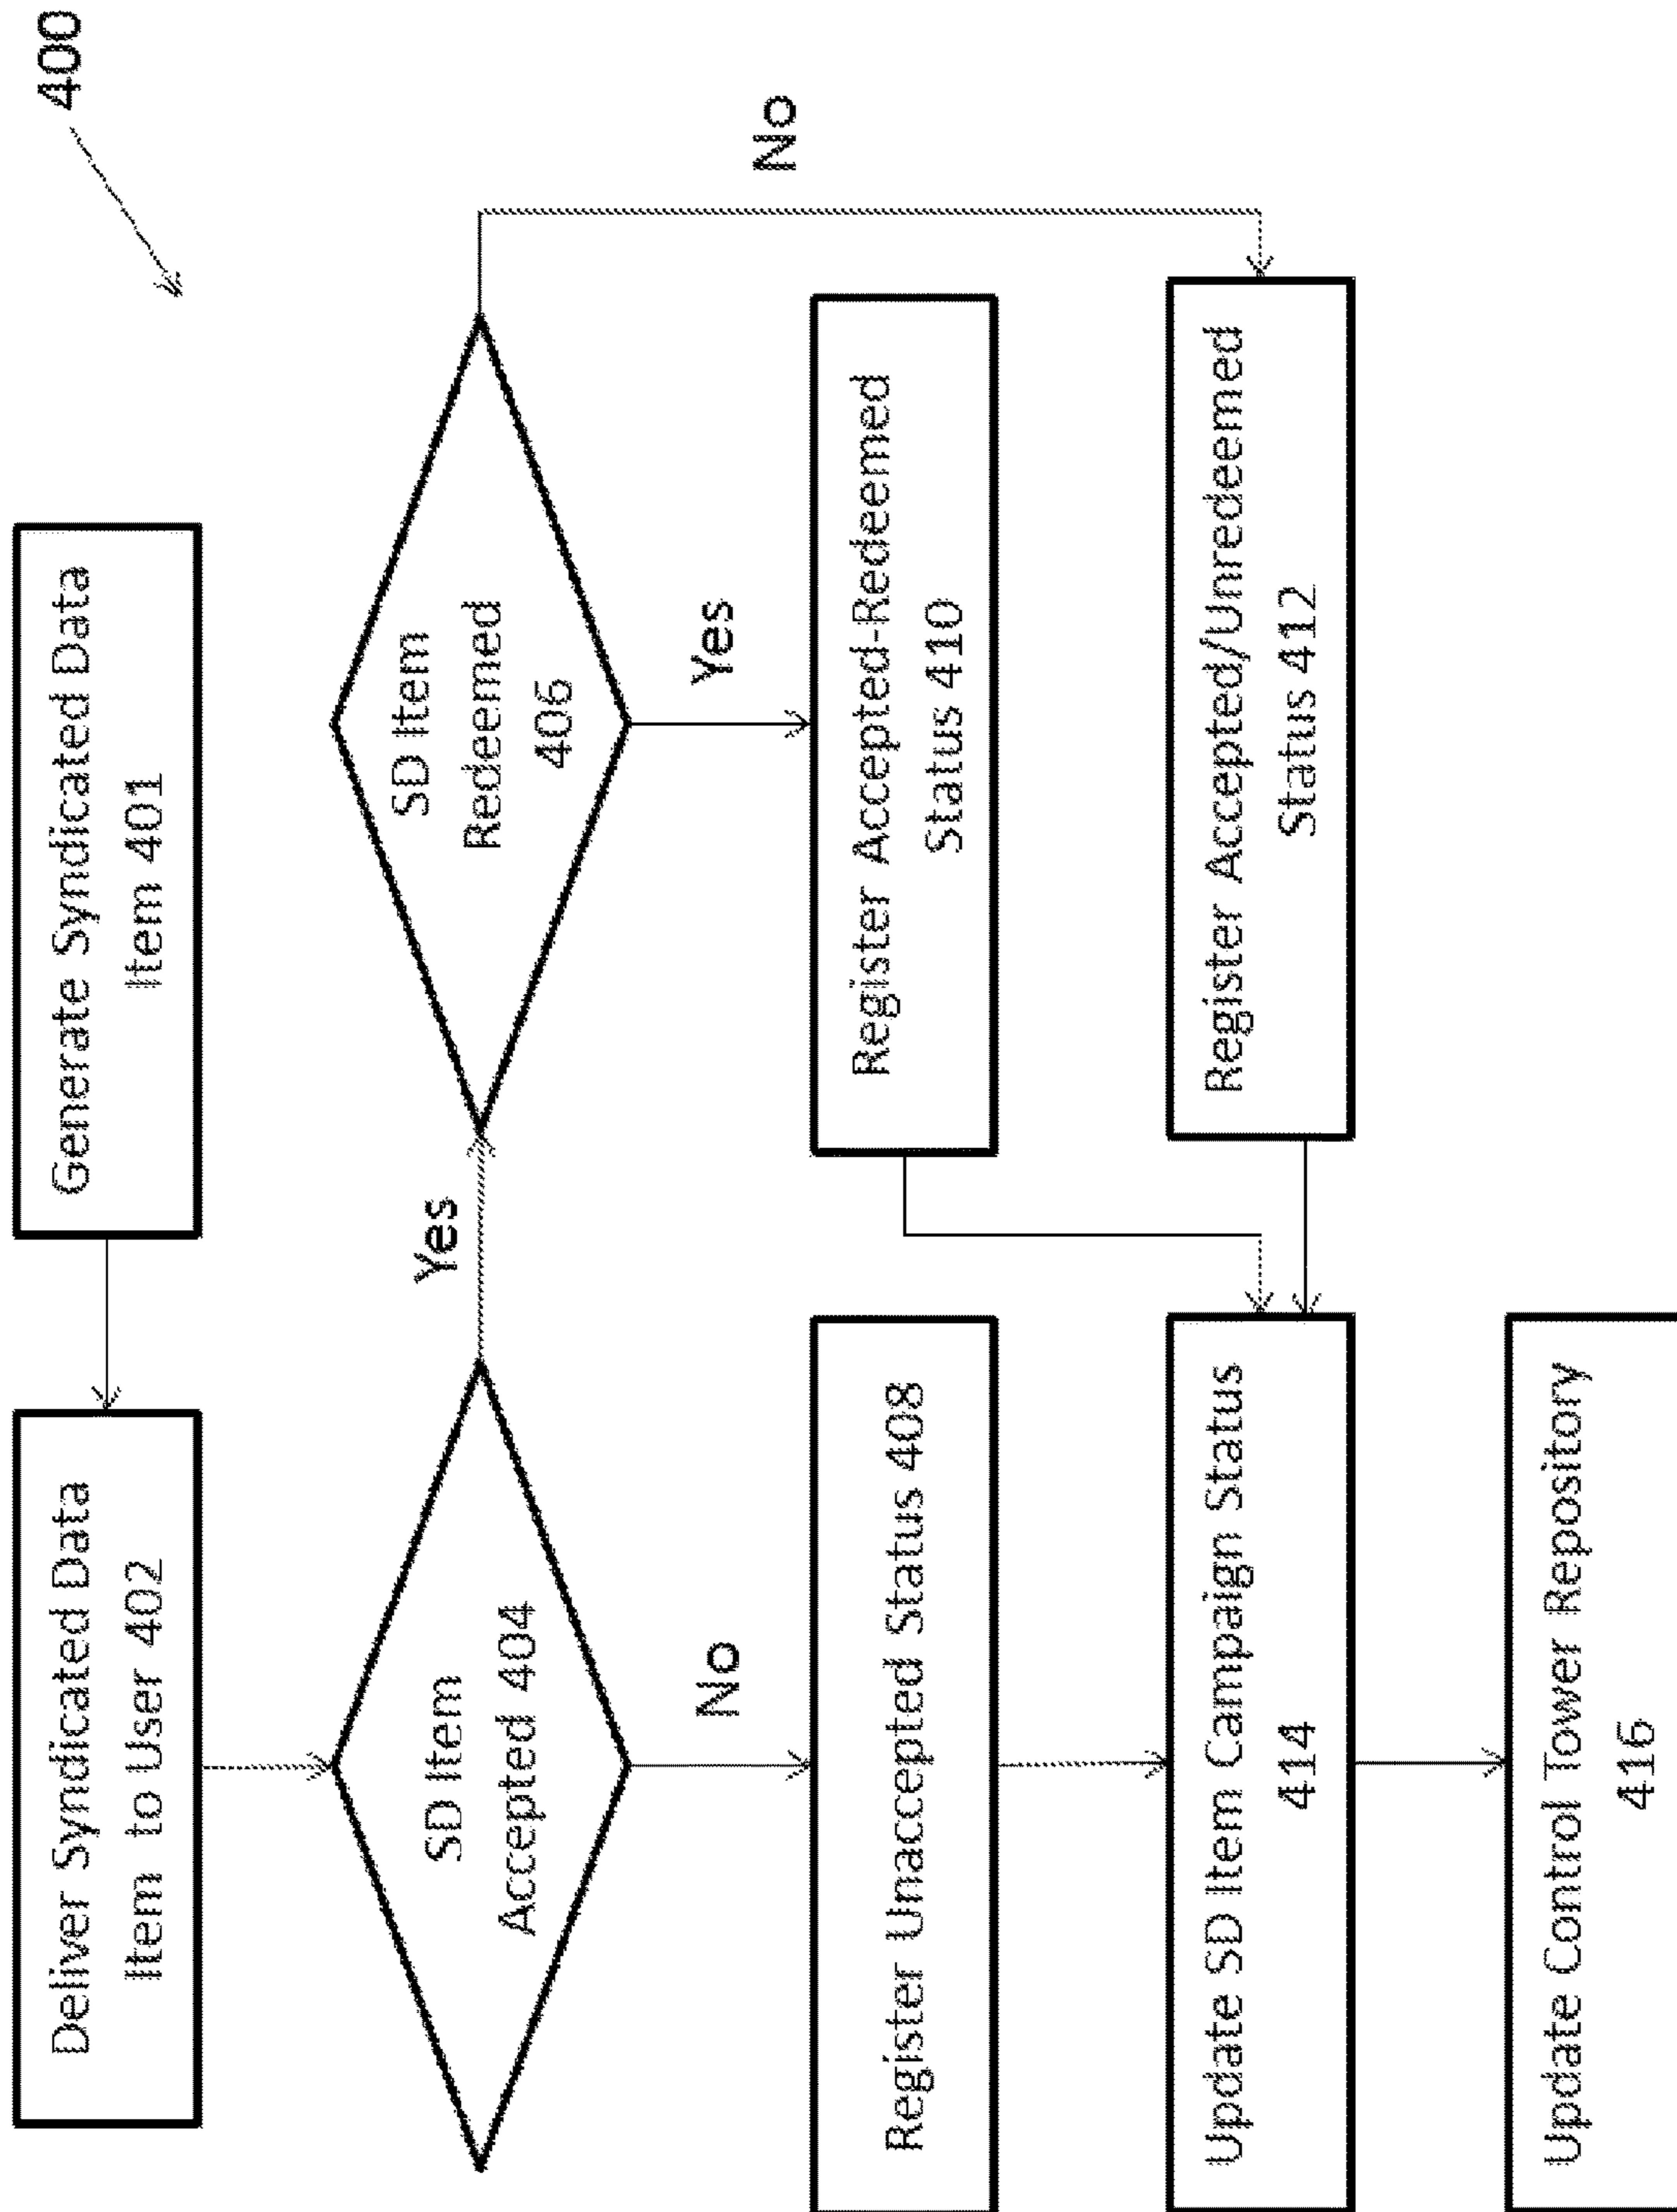 400
Deliver Syndicated Data
Item to User 402
Generate Syndicated Data
Item 401
SD Item
Accepted 404
Yes
SD Item
Redeemed
406
No
Yes
No
Register Unaccepted Status 408
Register Accepted-Redeemed
Status 410
Update SD Item Campaign Status
414
Register Accepted/Unredeemed
Status 412
Update Control Tower Repository
416